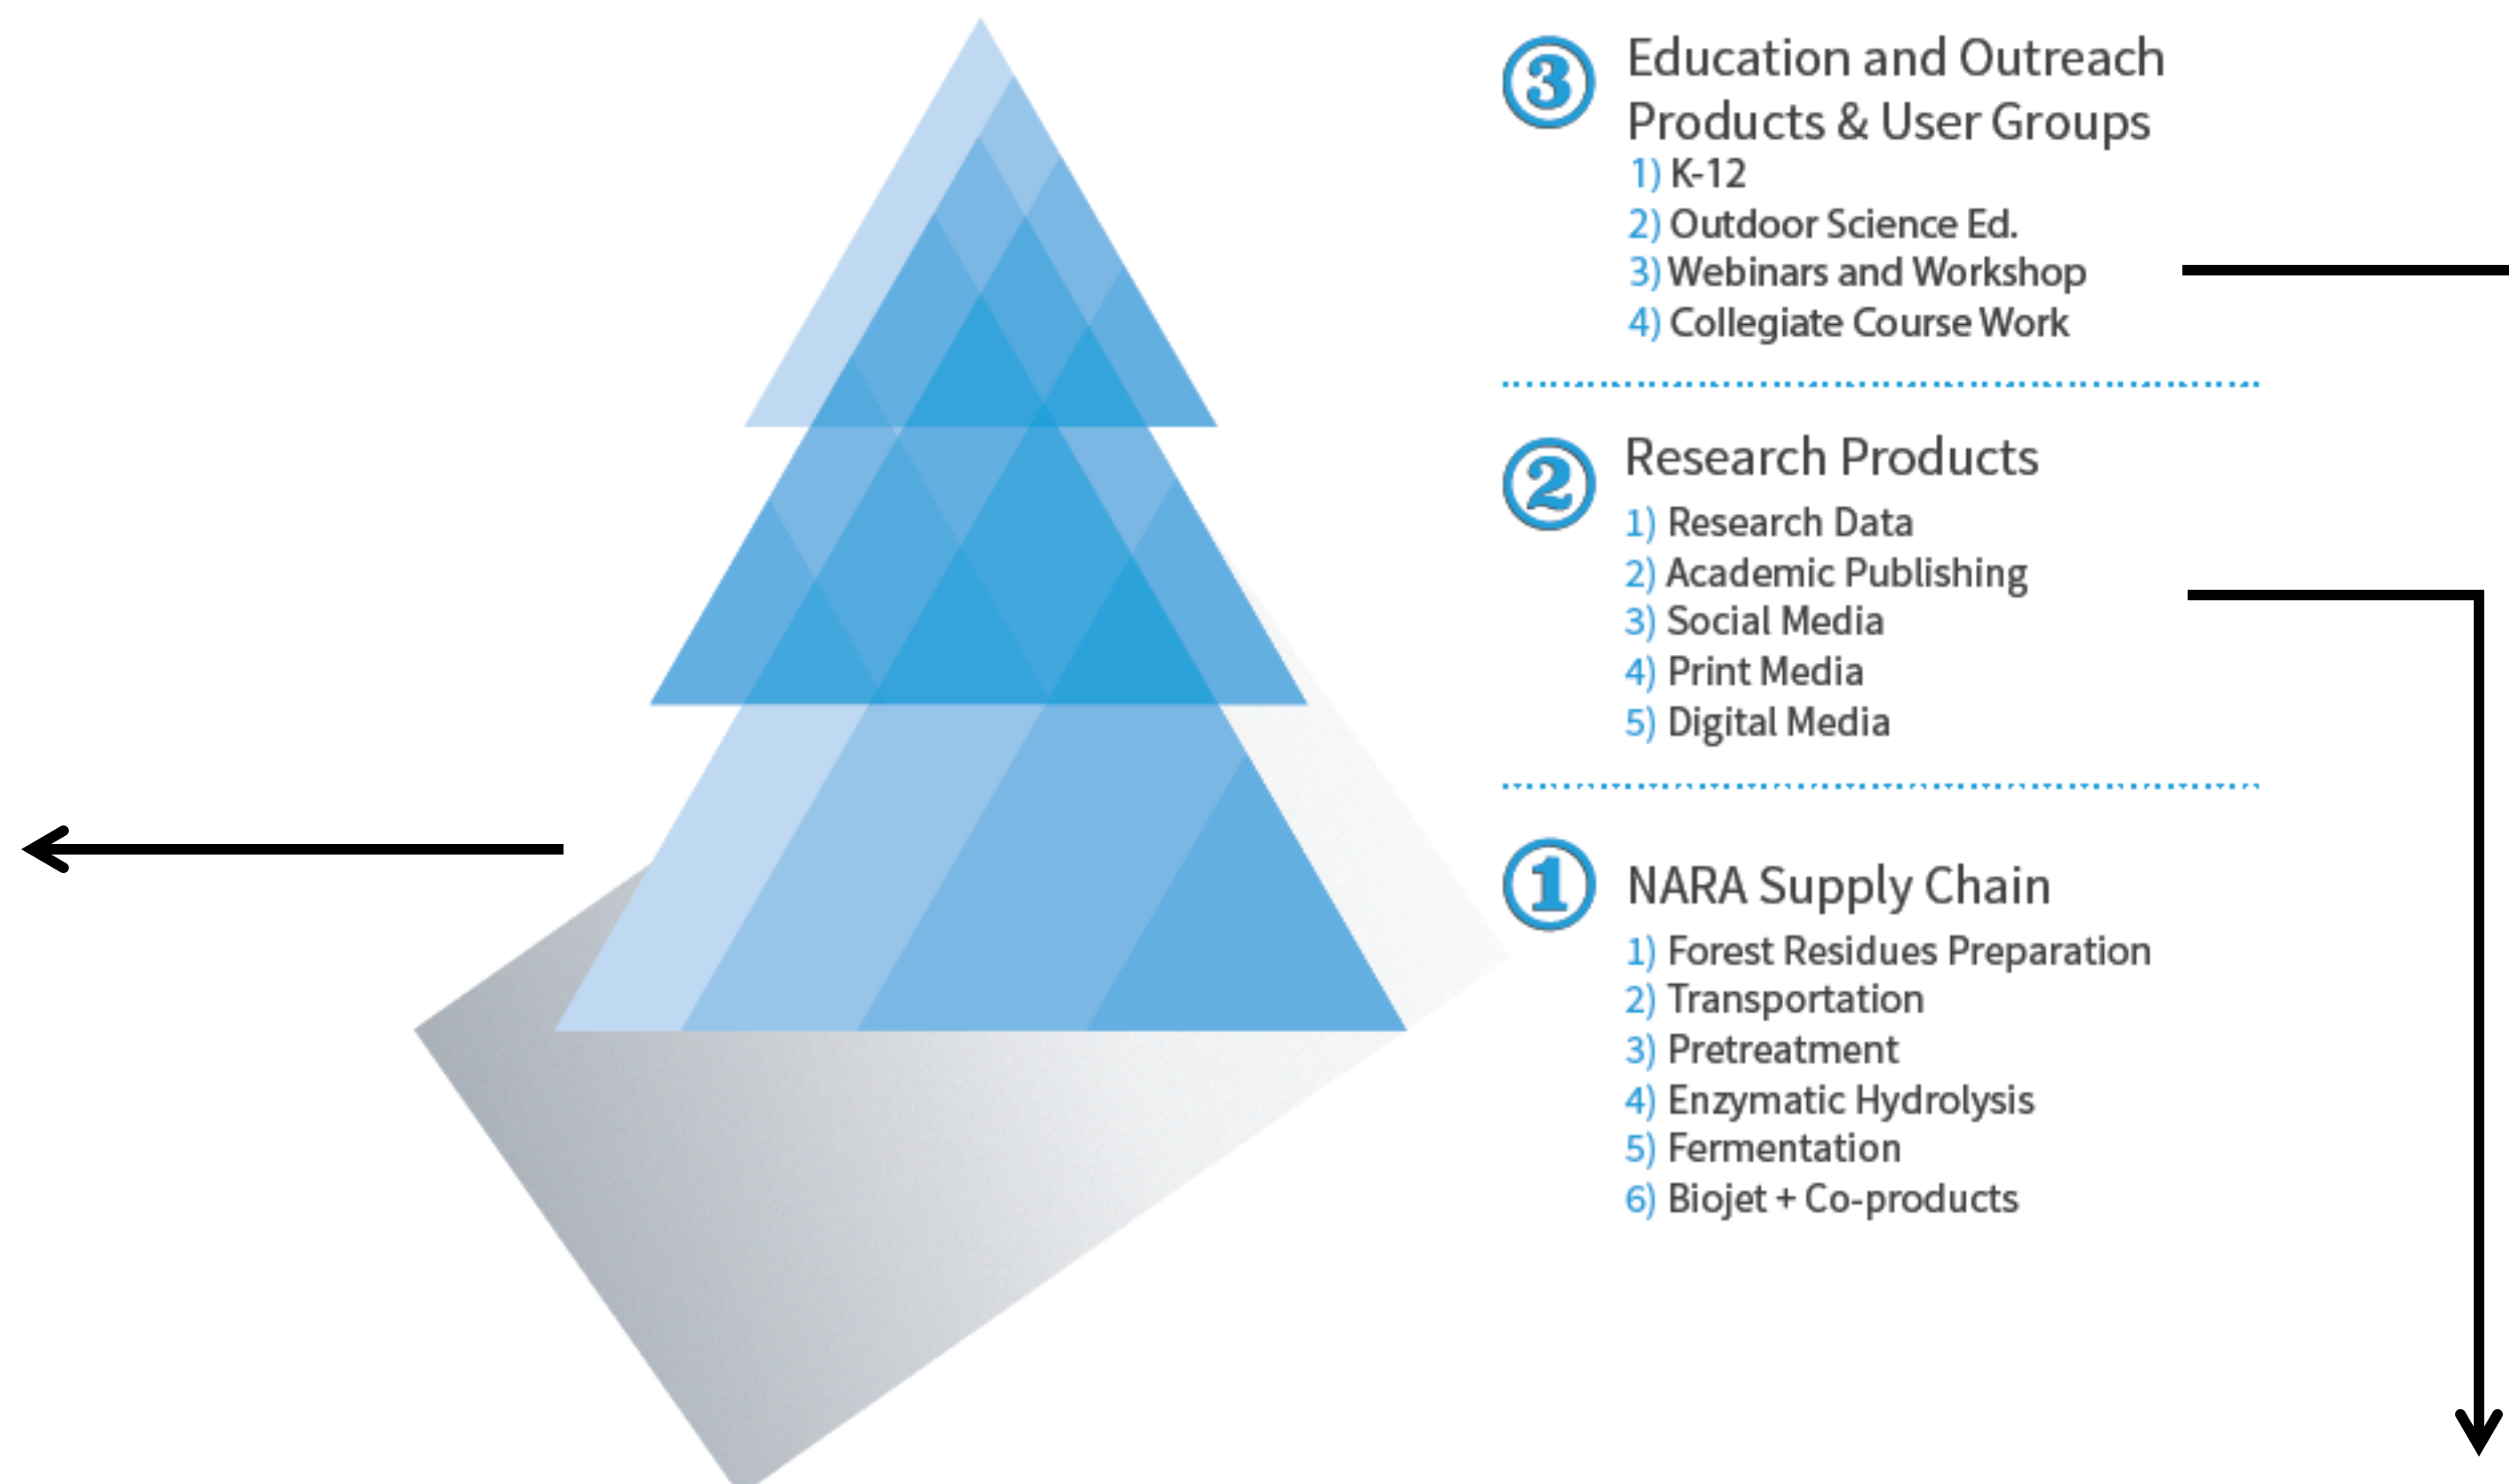 3
Education and Outreach
Products & User Groups
1) K-12
2) Outdoor Science Ed.
3) Webinars and Workshop
4) Collegiate Course Work
2
Research Products
1) Research Data
2) Academic Publishing
3) Social Media
4) Print Media
5) Digital Media
1
NARA Supply Chain
1) Forest Residues Preparation
2) Transportation
3) Pretreatment
4) Enzymatic Hydrolysis
5) Fermentation
6) Biojet + Co-products